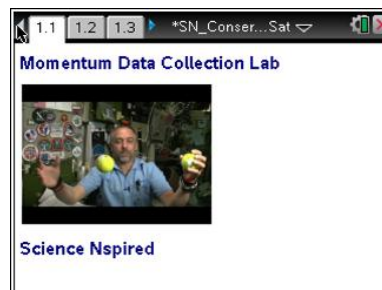 1.1 1.2 1.3 *SN_Conser...Sat
Momentum Data Collection Lab
Science Nspired